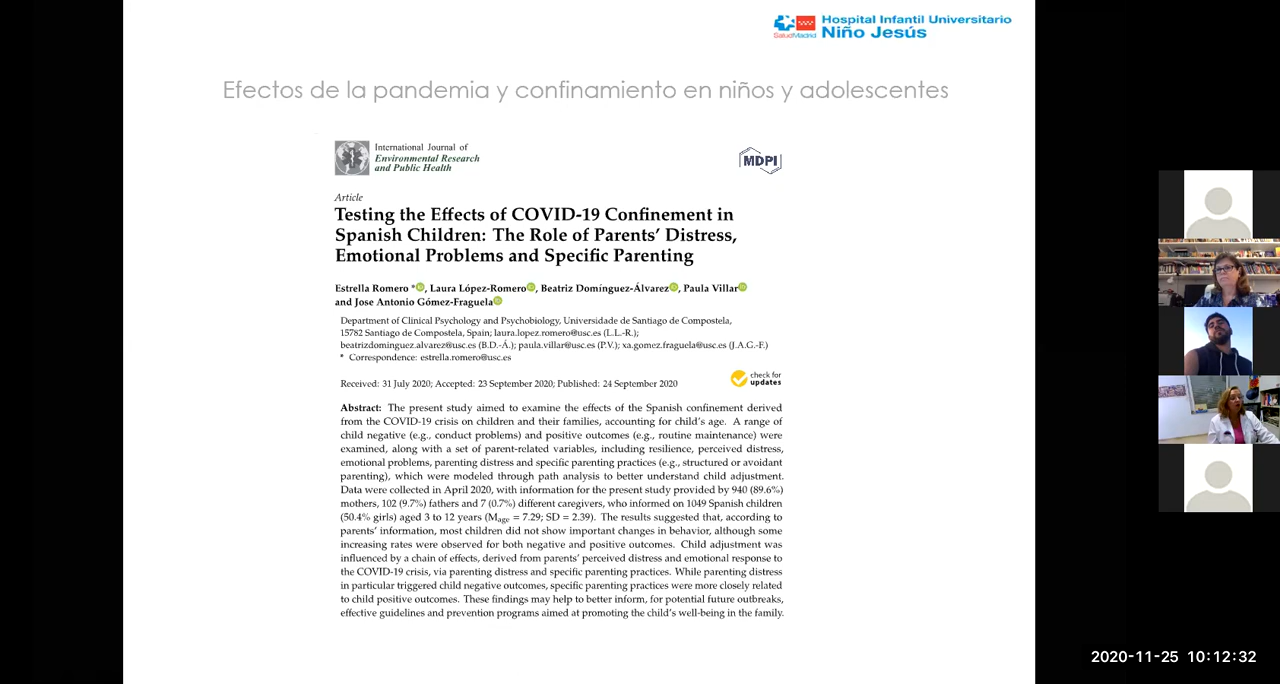 Hospital Infantil Universitario
Niño Jesús
SaludMadrid
Efectos de la pandemia y confinamiento en niños y adolescentes
International Journal of
Environmental Research
and Public Health
MDPI
Article
Testing the Effects of COVID-19 Confinement in
Spanish Children: The Role of Parents’ Distress,
Emotional Problems and Specific Parenting
Estrella Romero *, Laura López-Romero, Beatriz Domínguez-Álvarez, Paula Villar
and Jose Antonio Gómez-Fraguela
Department of Clinical Psychology and Psychobiology, Universidade de Santiago de Compostela,
15782 Santiago de Compostela, Spain; laura.lopez.romero@usc.es (L.L.-R.);
beatrizdominguez.alvarez@usc.es (B.D.-Á.); paula.villar@usc.es (P.V.); xa.gomez.fraguela@usc.es (J.A.G.-F.)
* Correspondence: estrella.romero@usc.es
Received: 31 July 2020; Accepted: 23 September 2020; Published: 24 September 2020
check for
updates
Abstract: The present study aimed to examine the effects of the Spanish confinement derived
from the COVID-19 crisis on children and their families, accounting for child’s age. A range of
child negative (e.g., conduct problems) and positive outcomes (e.g., routine maintenance) were
examined, along with a set of parent-related variables, including resilience, perceived distress,
emotional problems, parenting distress and specific parenting practices (e.g., structured or avoidant
parenting), which were modeled through path analysis to better understand child adjustment.
Data were collected in April 2020, with information for the present study provided by 940 (89.6%)
mothers, 102 (9.7%) fathers and 7 (0.7%) different caregivers, who informed on 1049 Spanish children
(50.4% girls) aged 3 to 12 years (Mage = 7.29; SD = 2.39). The results suggested that, according to
parents’ information, most children did not show important changes in behavior, although some
increasing rates were observed for both negative and positive outcomes. Child adjustment was
influenced by a chain of effects, derived from parents’ perceived distress and emotional response to
the COVID-19 crisis, via parenting distress and specific parenting practices. While parenting distress
in particular triggered child negative outcomes, specific parenting practices were more closely related
to child positive outcomes. These findings may help to better inform, for potential future outbreaks,
effective guidelines and prevention programs aimed at promoting the child’s well-being in the family.
2020-11-25 10:12:32